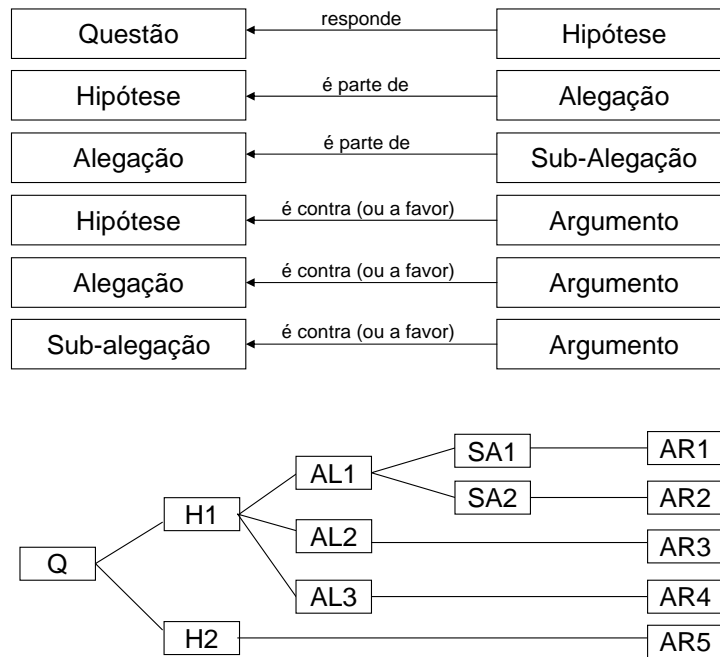 Questão responde Hipótese
Hipótese é parte de Alegação
Alegação é parte de Sub-Alegação
Hipótese é contra (ou a favor) Argumento
Alegação é contra (ou a favor) Argumento
Sub-alegação é contra (ou a favor) Argumento
SA1 AR1
AL1
SA2 AR2
H1
AL2 AR3
Q
AL3 AR4
H2 AR5